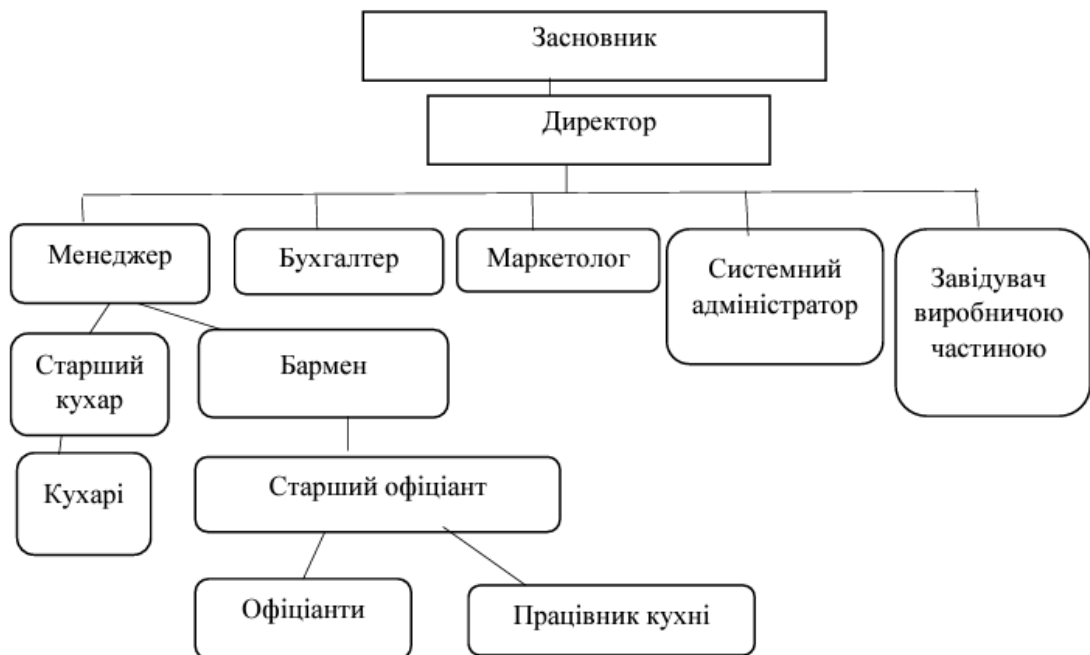 Засновник
Директор
Менеджер
Бухгалтер
Маркетолог
Системний
адміністратор
Завідувач
виробничою
частиною
Старший
кухар
Бармен
Кухарі
Старший офіціант
Офіціанти
Працівник кухні